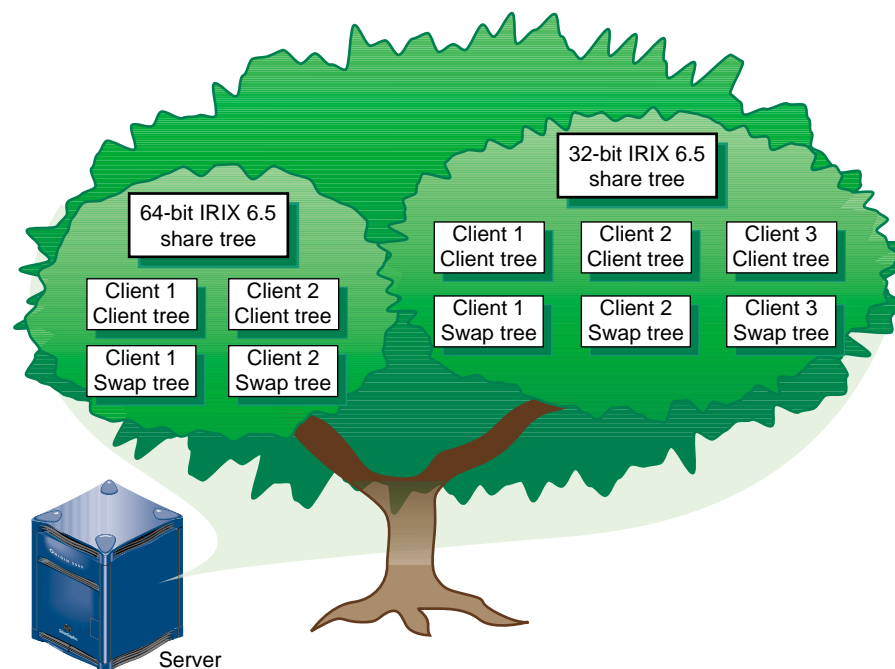 32-bit IRIX 6.5
share tree
64-bit IRIX 6.5
share tree
Client 1
Client tree
Client 2
Client tree
Client 3
Client tree
Client 1
Swap tree
Client 2
Swap tree
Client 3
Swap tree
Client 1
Client tree
Client 2
Client tree
Client 1
Swap tree
Client 2
Swap tree
Server